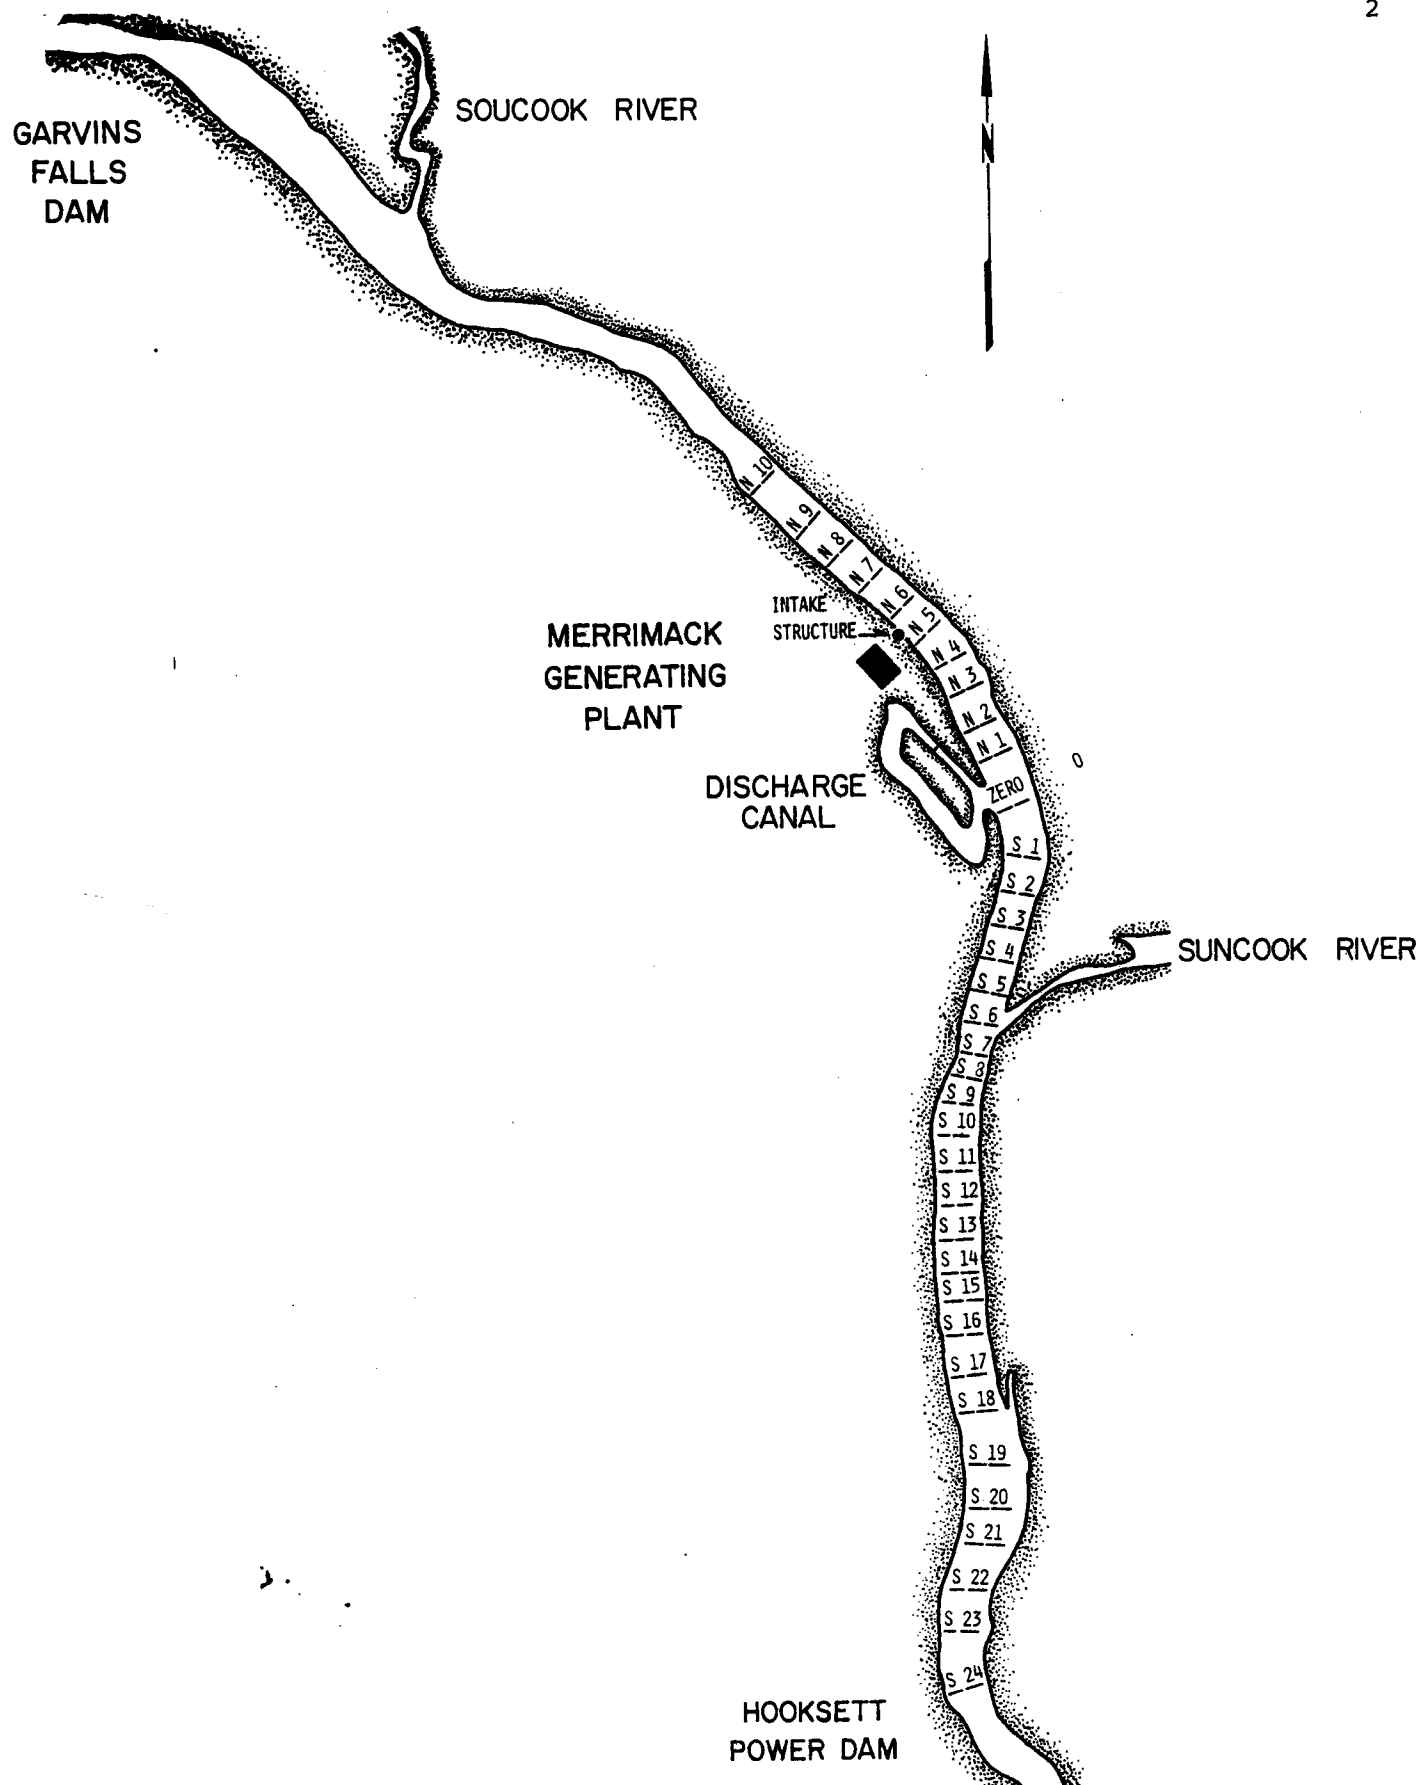 2
SOUCOOK RIVER
GARVINS
FALLS
DAM
N
N 10
N 9
N 8
N 7
N 6
N 5
N 4
N 3
N 2
N 1
INTAKE
STRUCTURE
MERRIMACK
GENERATING
PLANT
0
DISCHARGE
CANAL
ZERO
S 1
S 2
S 3
S 4
S 5
SUNCOOK RIVER
S 6
S 7
S 8
S 9
S 10
S 11
S 12
S 13
S 14
S 15
S 16
S 17
S 18
S 19
S 20
S 21
S 22
S 23
S 24
HOOKSETT
POWER DAM